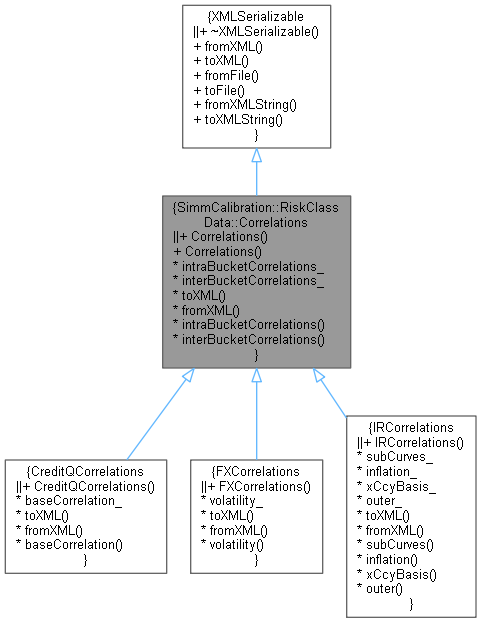 {XMLSerializable
||+ ~XMLSerializable()
+ fromXML()
+ toXML()
+ fromFile()
+ toFile()
+ fromXMLString()
+ toXMLString()
}
{SimmCalibration::RiskClass
Data::Correlations
||+ Correlations()
+ Correlations()
* intraBucketCorrelations_
* interBucketCorrelations_
* toXML()
* fromXML()
* intraBucketCorrelations()
* interBucketCorrelations()
}
{CreditQCorrelations
||+ CreditQCorrelations()
* baseCorrelation_
* toXML()
* fromXML()
* baseCorrelation()
}
{FXCorrelations
||+ FXCorrelations()
* volatility_
* toXML()
* fromXML()
* volatility()
}
{IRCorrelations
||+ IRCorrelations()
* subCurves_
* inflation_
* xCcyBasis_
* outer_
* toXML()
* fromXML()
* subCurves()
* inflation()
* xCcyBasis()
* outer()
}